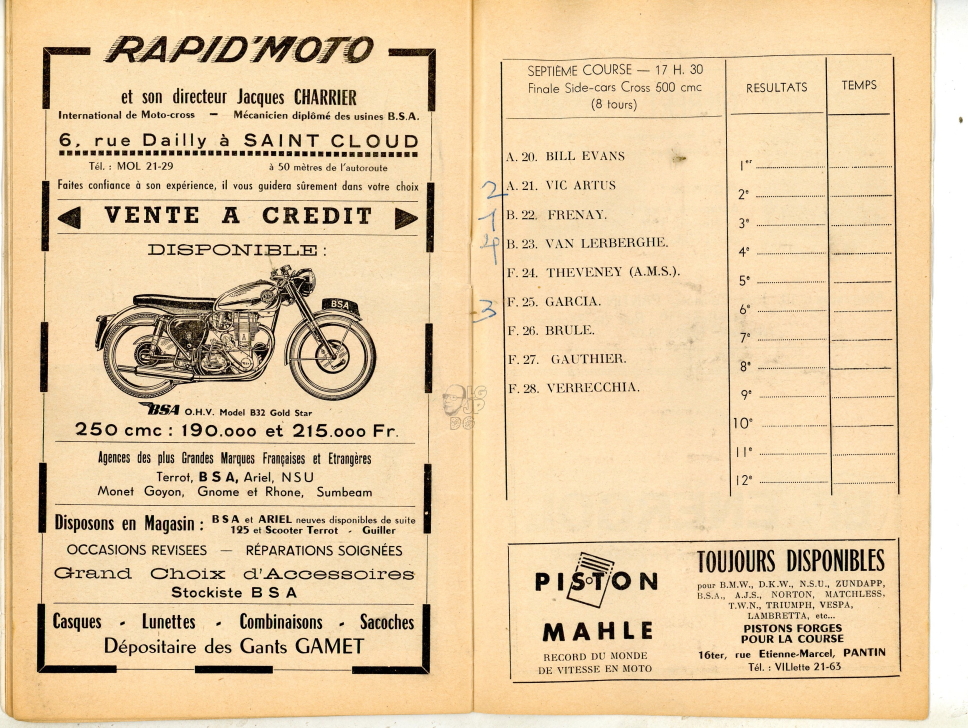 RAPID'MOTO
et son directeur Jacques CHARRIER
International de Moto-cross — Mécanicien diplômé des usines B.S.A.
6, rue Dailly à SAINT CLOUD
Tél. : MOL 21-29 à 50 mètres de l'autoroute
Faites confiance à son expérience, il vous guidera sûrement dans votre choix
VENTE A CREDIT
DISPONIBLE :
BSA
BSA O.H.V. Model B32 Gold Star
250 cmc : 190.000 et 215.000 Fr.
Agences des plus Grandes Marques Françaises et Etrangères
Terrot, BSA, Ariel, NSU
Monet Goyon, Gnome et Rhone, Sumbeam
Disposons en Magasin : BSA et ARIEL neuves disponibles de suite
125 et Scooter Terrot - Guiller
OCCASIONS REVISEES — RÉPARATIONS SOIGNÉES
Grand Choix d'Accessoires
Stockiste BSA
Casques - Lunettes - Combinaisons - Sacoches
Dépositaire des Gants GAMET
SEPTIÈME COURSE — 17 H. 30
Finale Side-cars Cross 600 cmc
(8 tours)
RESULTATS
TEMPS
A. 20. BILL EVANS
2 A. 21. VIC ARTUS
1 B. 22. FRENAY.
4 B. 23. VAN LERBERGHE.
F. 24. THEVENEY (A.M.S.).
3 F. 25. GARCIA.
F. 26. BRULE.
F. 27. GAUTHIER.
F. 28. VERRECCHIA.
1er
2e
3e
4e
5e
6e
7e
8e
9e
10e
11e
12e
PISTON
MAHLE
RECORD DU MONDE
DE VITESSE EN MOTO
TOUJOURS DISPONIBLES
pour B.M.W., D.K.W., N.S.U., ZUNDAPP,
B.S.A., A.J.S., NORTON, MATCHLESS,
T.W.N., TRIUMPH, VESPA,
LAMBRETTA, etc...
PISTONS FORGES
POUR LA COURSE
16ter, rue Etienne-Marcel, PANTIN
Tél. : VILlette 21-63